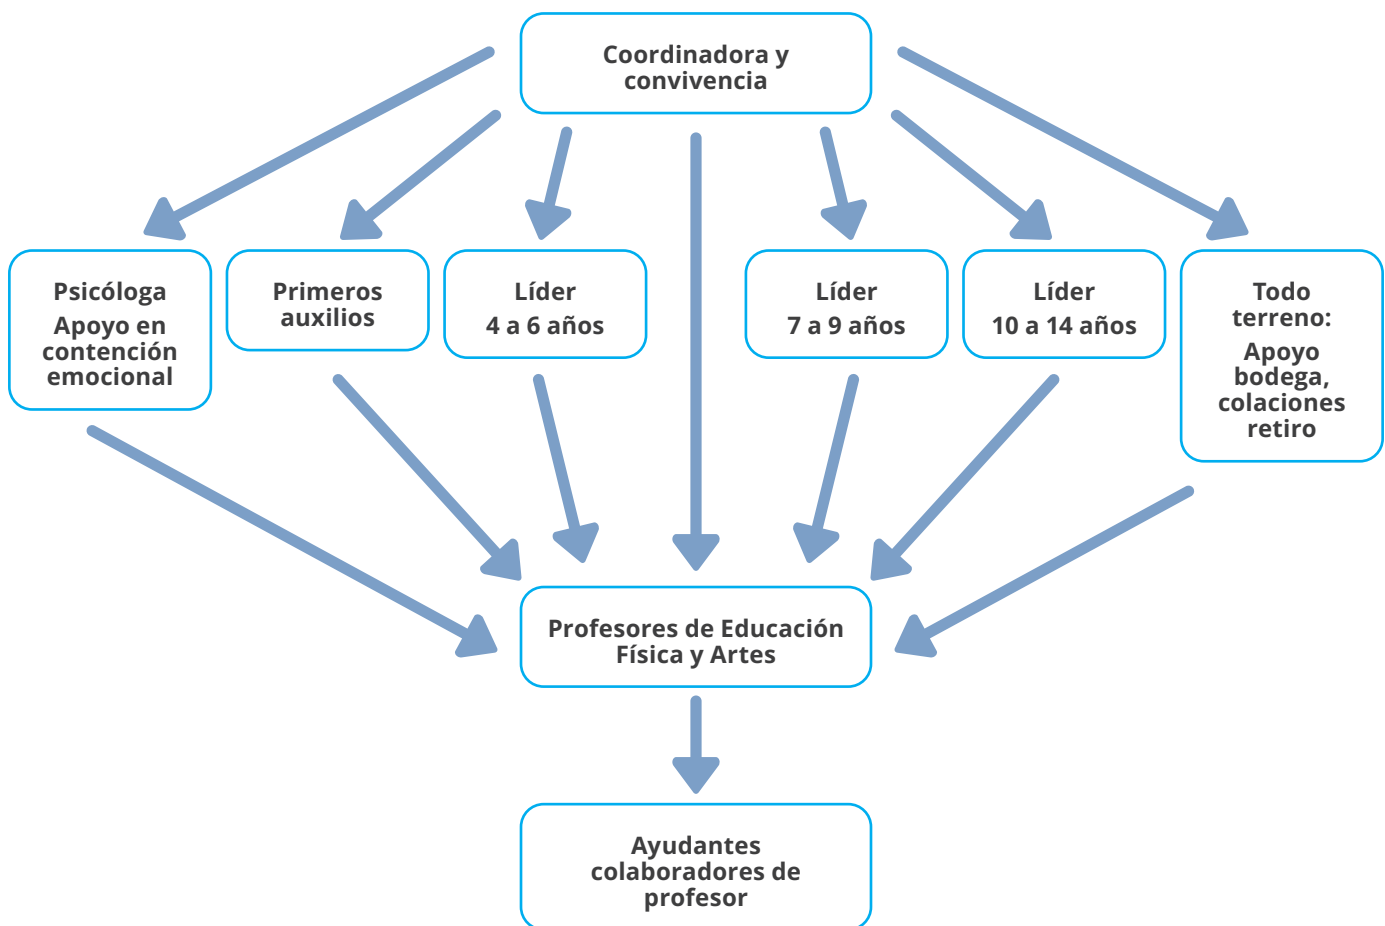 Coordinadora y
convivencia
Psicóloga
Apoyo en
contención
emocional
Primeros
auxilios
Líder
4 a 6 años
Líder
7 a 9 años
Líder
10 a 14 años
Todo
terreno:
Apoyo
bodega,
colaciones
retiro
Profesores de Educación
Física y Artes
Ayudantes
colaboradores de
profesor